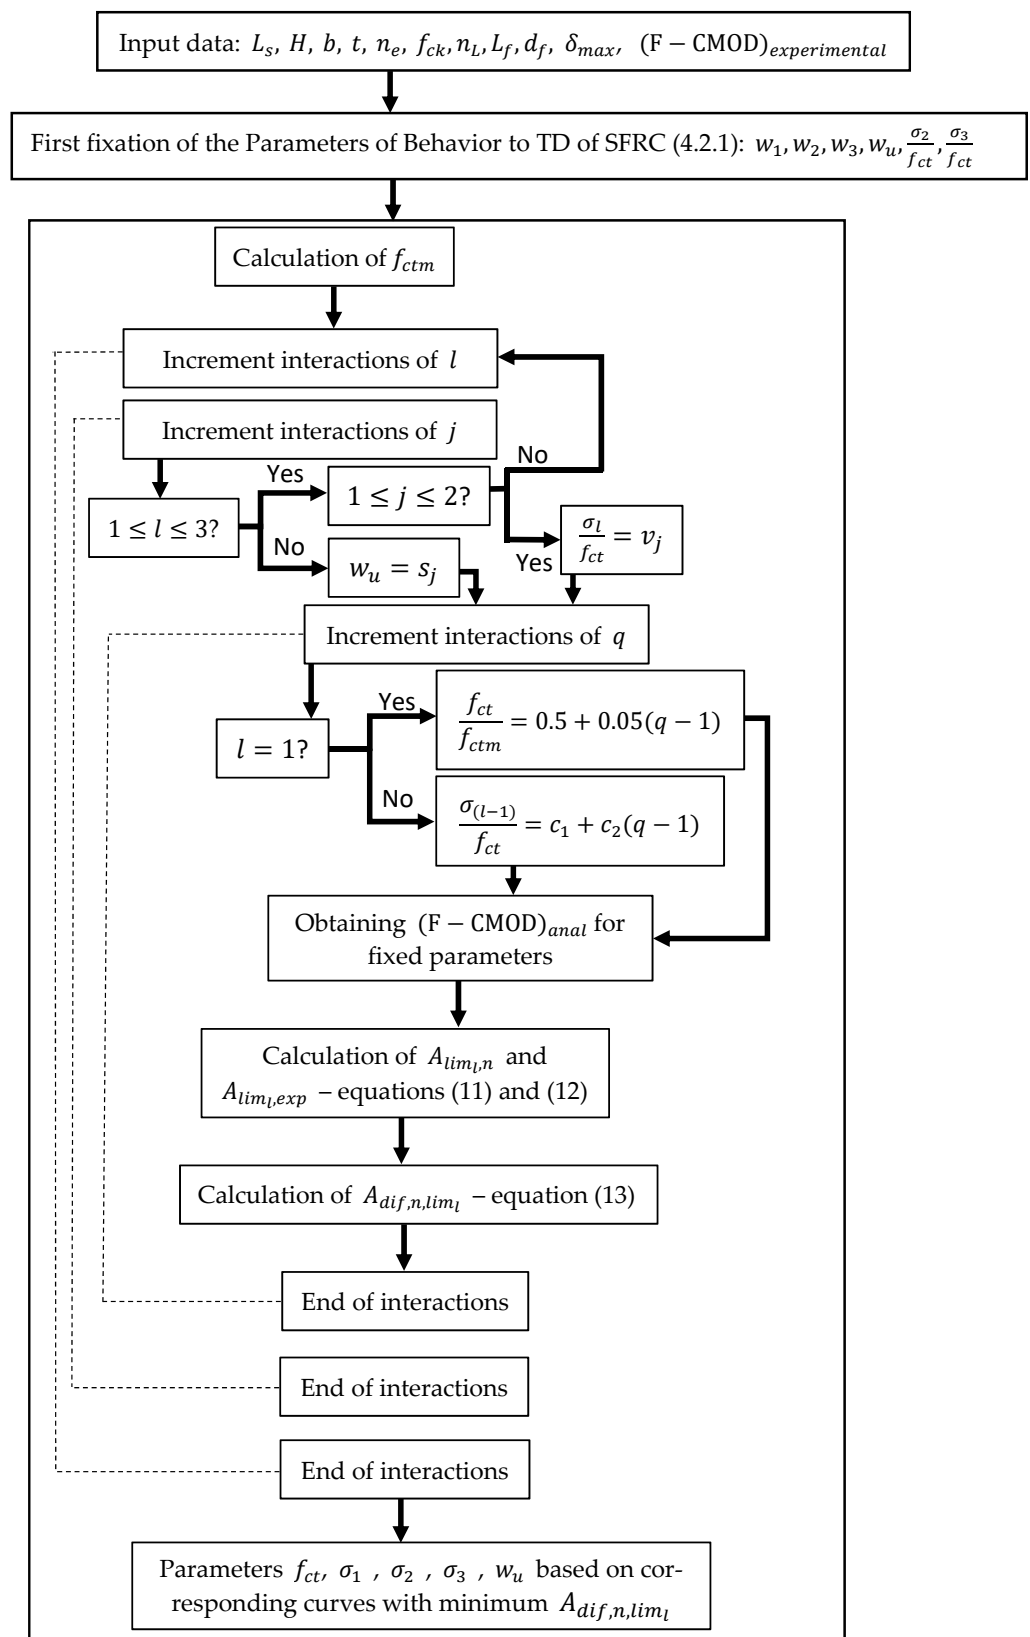 Input data: L_s, H, b, t, n_e, f_ck, n_L, L_f, d_f, δ_max, (F − CMOD)_experimental
First fixation of the Parameters of Behavior to TD of SFRC (4.2.1): w_1, w_2, w_3, w_u, σ_2/f_ct, σ_3/f_ct
Calculation of f_ctm
Increment interactions of l
Increment interactions of j
1 ≤ l ≤ 3?
Yes
1 ≤ j ≤ 2?
No
No
w_u = s_j
Yes
σ_l/f_ct = v_j
Increment interactions of q
l = 1?
Yes
f_ct/f_ctm = 0.5 + 0.05(q − 1)
No
σ_(l−1)/f_ct = c_1 + c_2(q − 1)
Obtaining (F − CMOD)_anal for
fixed parameters
Calculation of A_lim_l,n and
A_lim_l,exp – equations (11) and (12)
Calculation of A_dif,n,lim_l – equation (13)
End of interactions
End of interactions
End of interactions
Parameters f_ct, σ_1 , σ_2 , σ_3 , w_u based on cor-
responding curves with minimum A_dif,n,lim_l